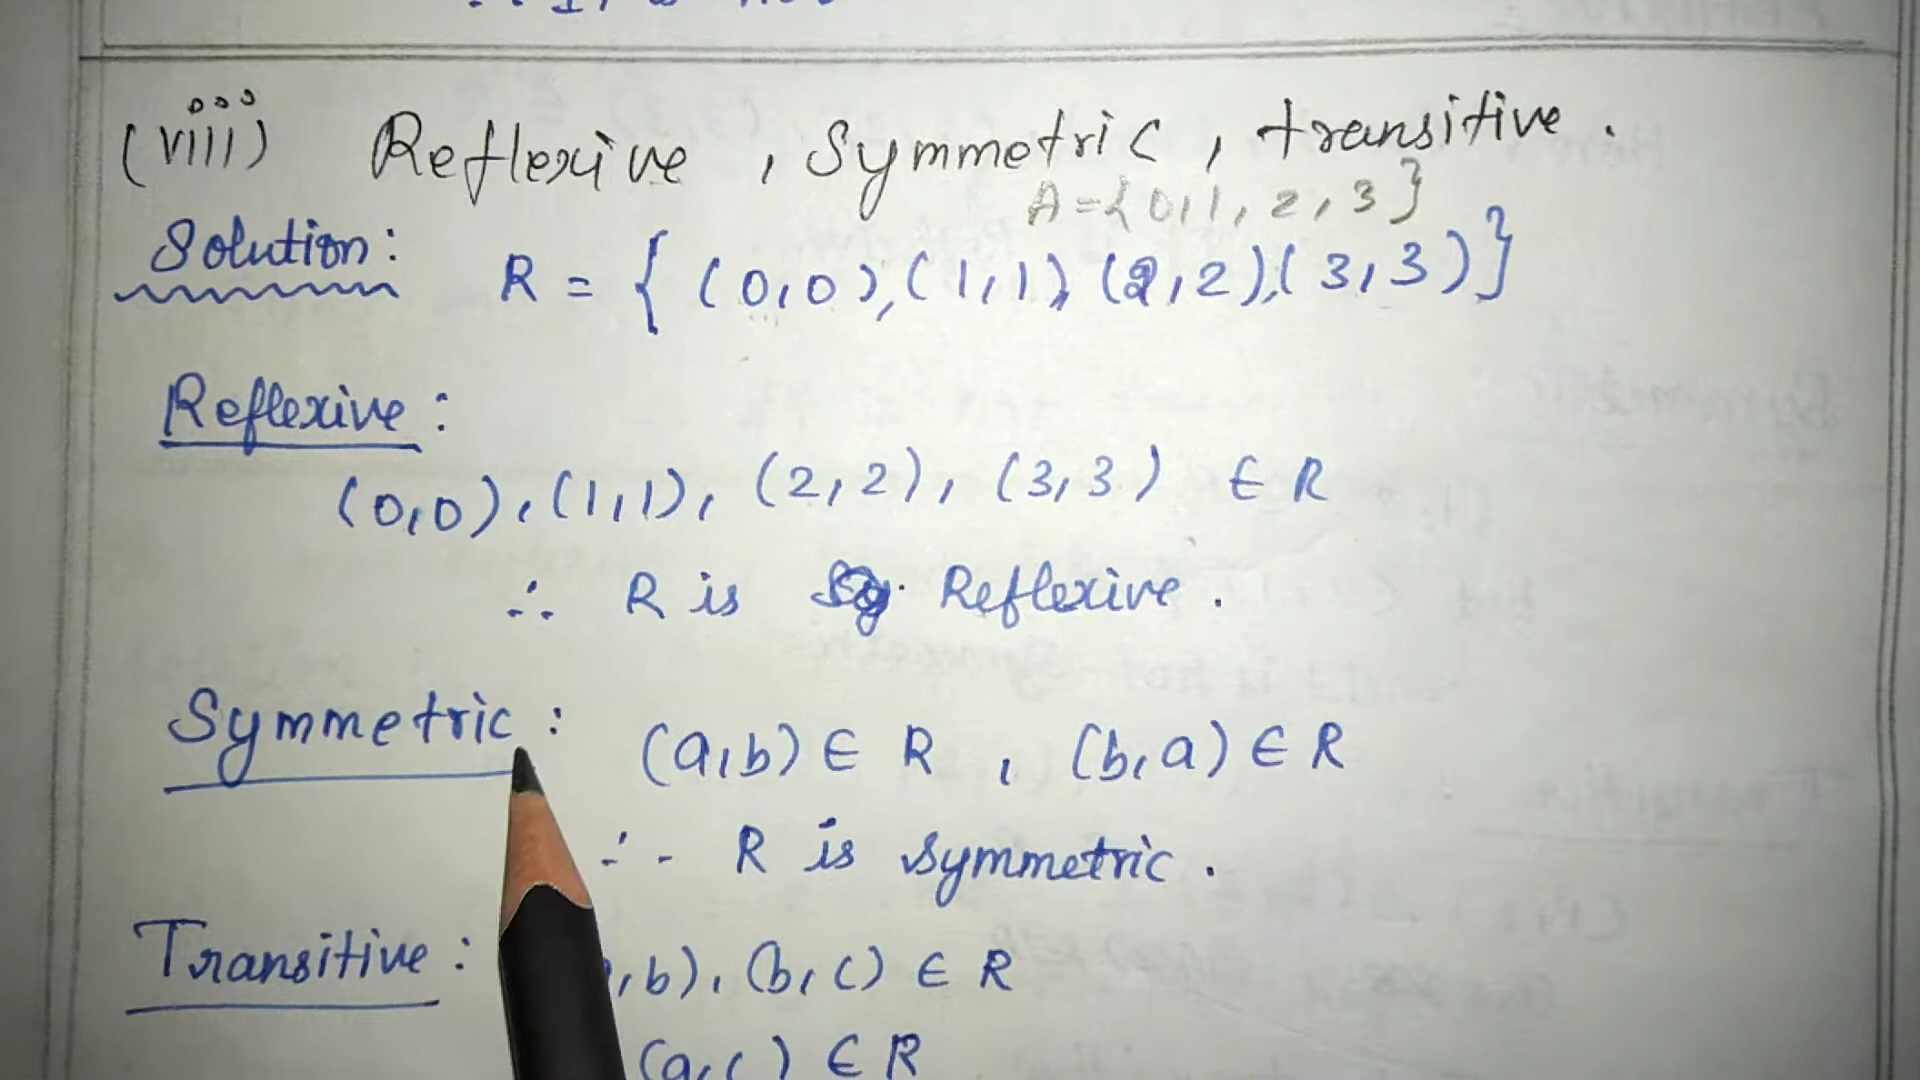 (viii) Reflexive, Symmetric, transitive.
A={0,1,2,3}
Solution: R = { (0,0),(1,1),(2,2),(3,3)}
Reflexive:
(0,0),(1,1),(2,2),(3,3) ∈ R
∴ R is Reflexive.
Symmetric: (a,b) ∈ R , (b,a) ∈ R
∴ R is symmetric.
Transitive: ,b),(b,c) ∈ R
(a,c) ∈ R